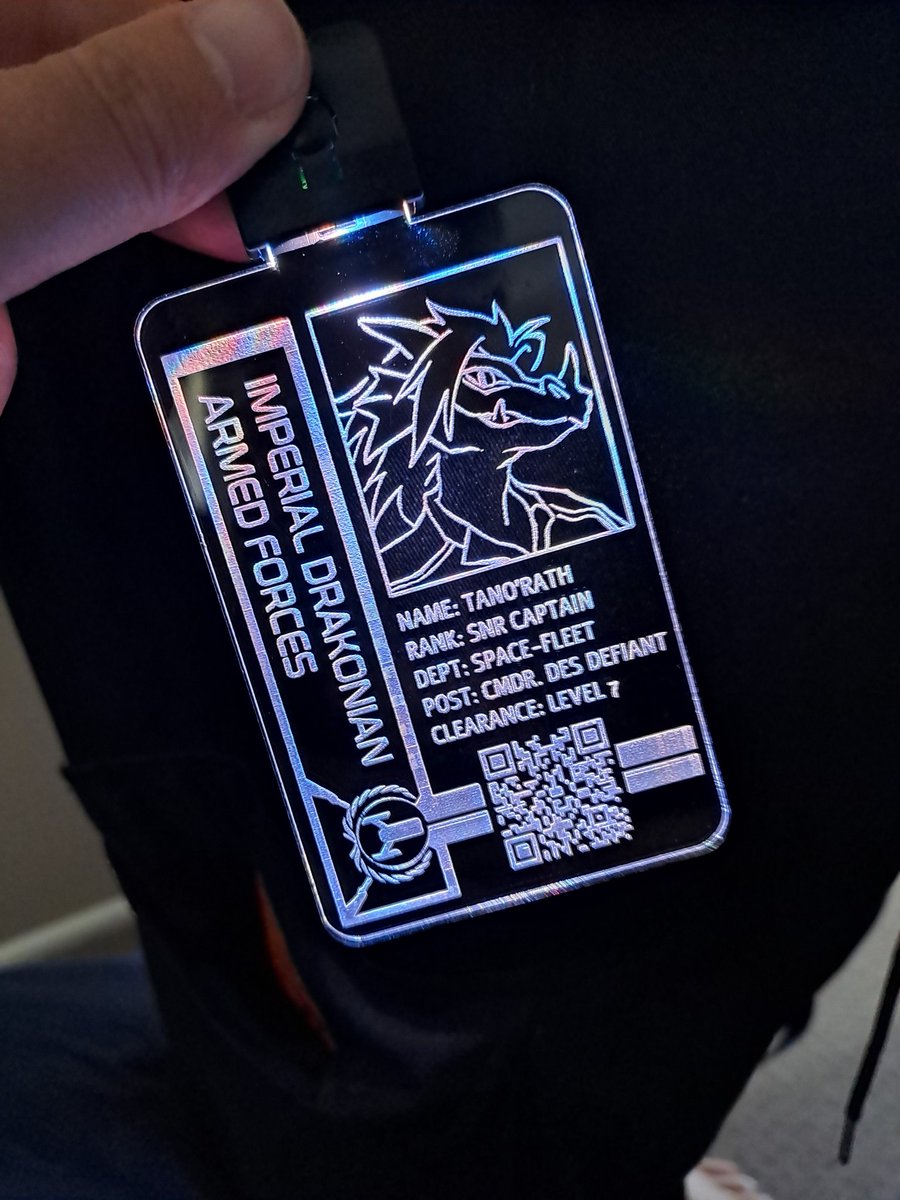 IMPERIAL DRAKONIAN
ARMED FORCES
NAME: TANO'RATH
RANK: SNR CAPTAIN
DEPT: SPACE-FLEET
POST: CMDR. DES DEFIANT
CLEARANCE: LEVEL 7